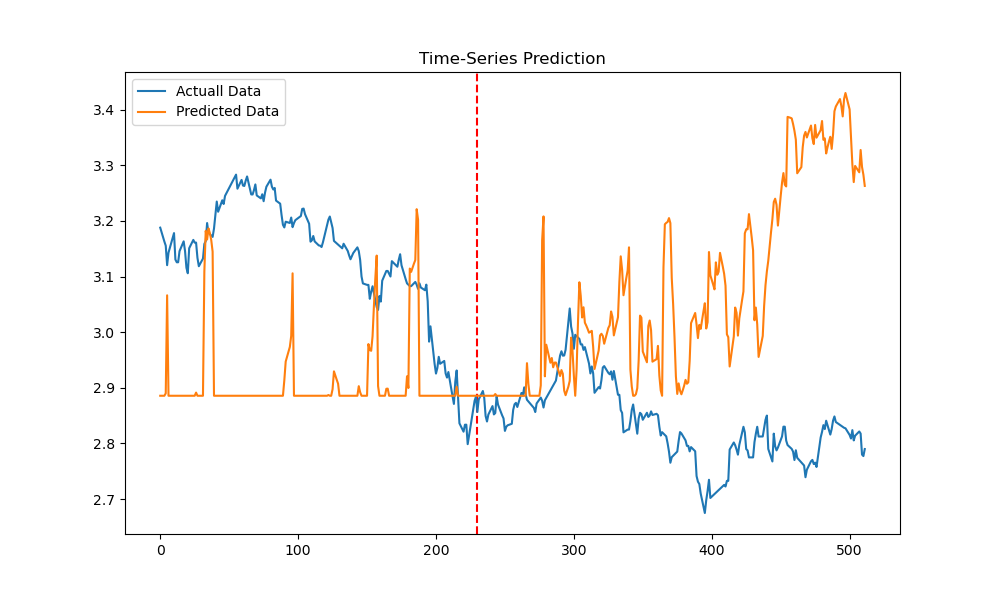 Time-Series Prediction
Actuall Data
Predicted Data
3.4
3.3
3.2
3.1
3.0
2.9
2.8
2.7
0 100 200 300 400 500